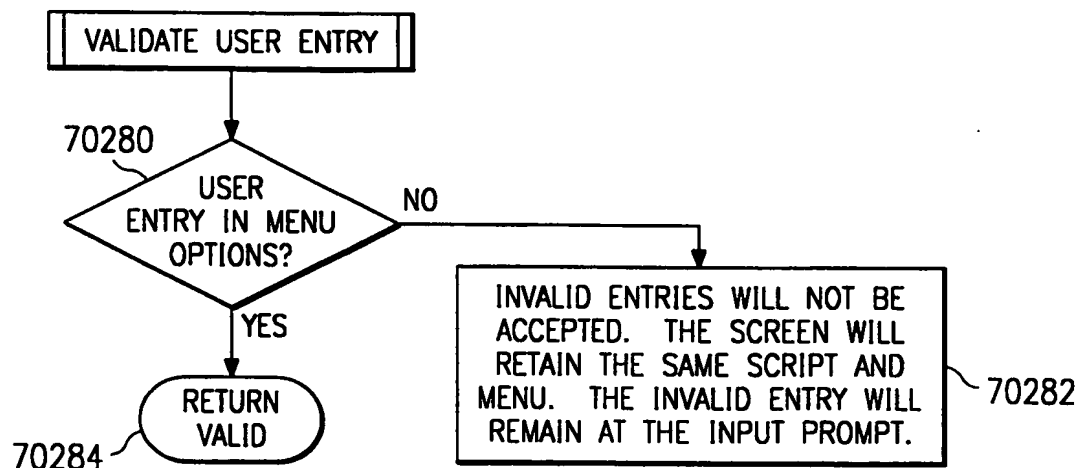 VALIDATE USER ENTRY
70280
USER
ENTRY IN MENU
OPTIONS?
NO
YES
INVALID ENTRIES WILL NOT BE
ACCEPTED. THE SCREEN WILL
RETAIN THE SAME SCRIPT AND
MENU. THE INVALID ENTRY WILL
REMAIN AT THE INPUT PROMPT.
70282
RETURN
VALID
70284